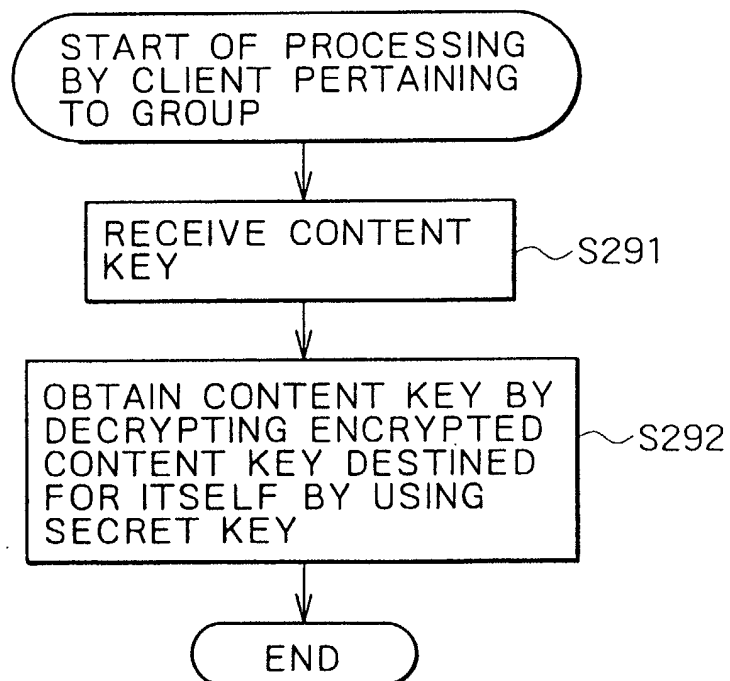 START OF PROCESSING
BY CLIENT PERTAINING
TO GROUP
RECEIVE CONTENT
KEY
S291
OBTAIN CONTENT KEY BY
DECRYPTING ENCRYPTED
CONTENT KEY DESTINED
FOR ITSELF BY USING
SECRET KEY
S292
END